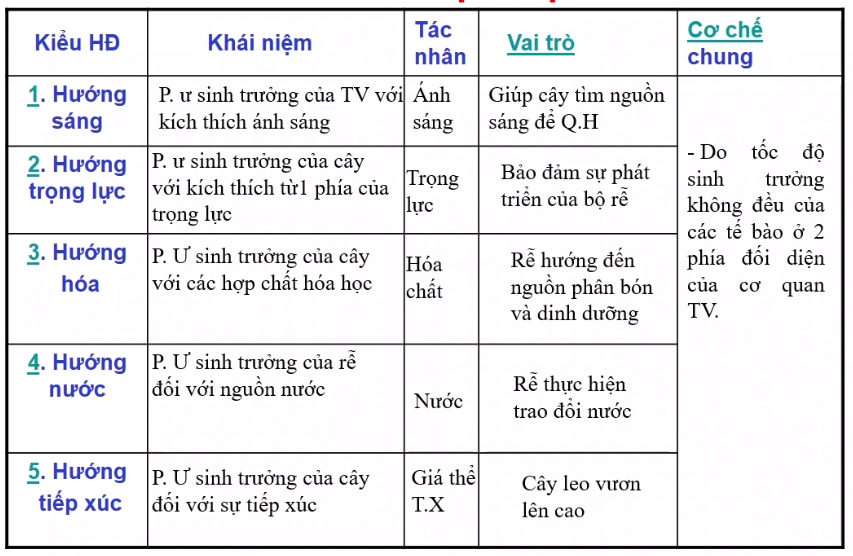 Kiểu HĐ
Khái niệm
Tác
nhân
Vai trò
Cơ chế
chung
1. Hướng
sáng
P. ư sinh trưởng của TV với
kích thích ánh sáng
Ánh
sáng
Giúp cây tìm nguồn
sáng để Q.H
- Do tốc độ
sinh trưởng
không đều của
các tế bào ở 2
phía đối diện
của cơ quan
TV.
2. Hướng
trọng lực
P. ư sinh trưởng của cây
với kích thích từ1 phía của
trọng lực
Trọng
lực
Bảo đảm sự phát
triển của bộ rễ
3. Hướng
hóa
P. Ư sinh trưởng của cây
với các hợp chất hóa học
Hóa
chất
Rễ hướng đến
nguồn phân bón
và dinh dưỡng
4. Hướng
nước
P. Ư sinh trưởng của rễ
đối với nguồn nước
Nước
Rễ thực hiện
trao đổi nước
5. Hướng
tiếp xúc
P. Ư sinh trưởng của cây
đối với sự tiếp xúc
Giá thể
T.X
Cây leo vươn
lên cao